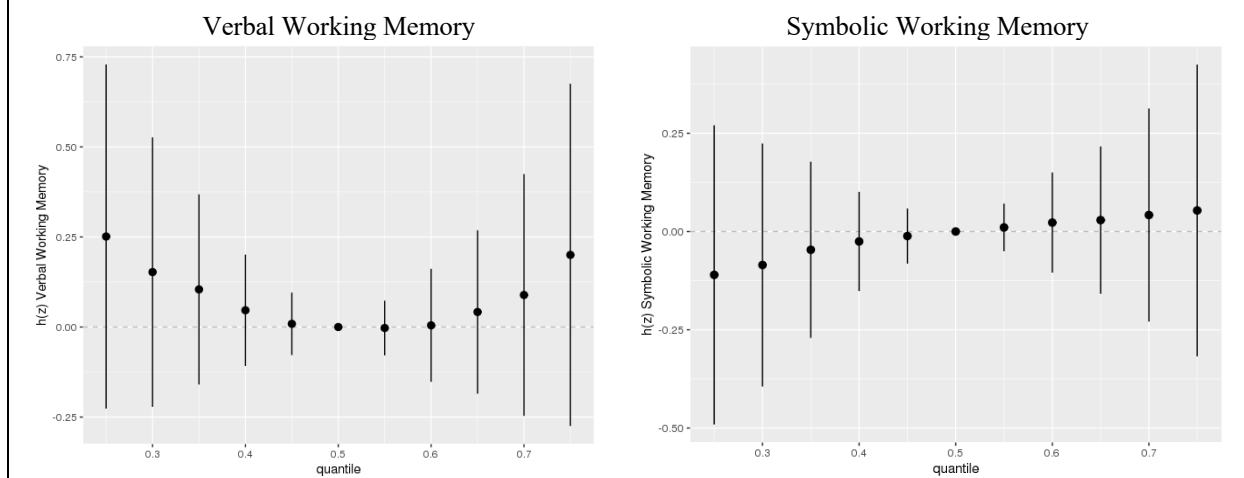 Verbal Working Memory
h(z) Verbal Working Memory
0.75
0.50
0.25
0.00
-0.25
0.3 0.4 0.5 0.6 0.7
quantile
Symbolic Working Memory
h(z) Symbolic Working Memory
0.25
0.00
-0.25
-0.50
0.3 0.4 0.5 0.6 0.7
quantile